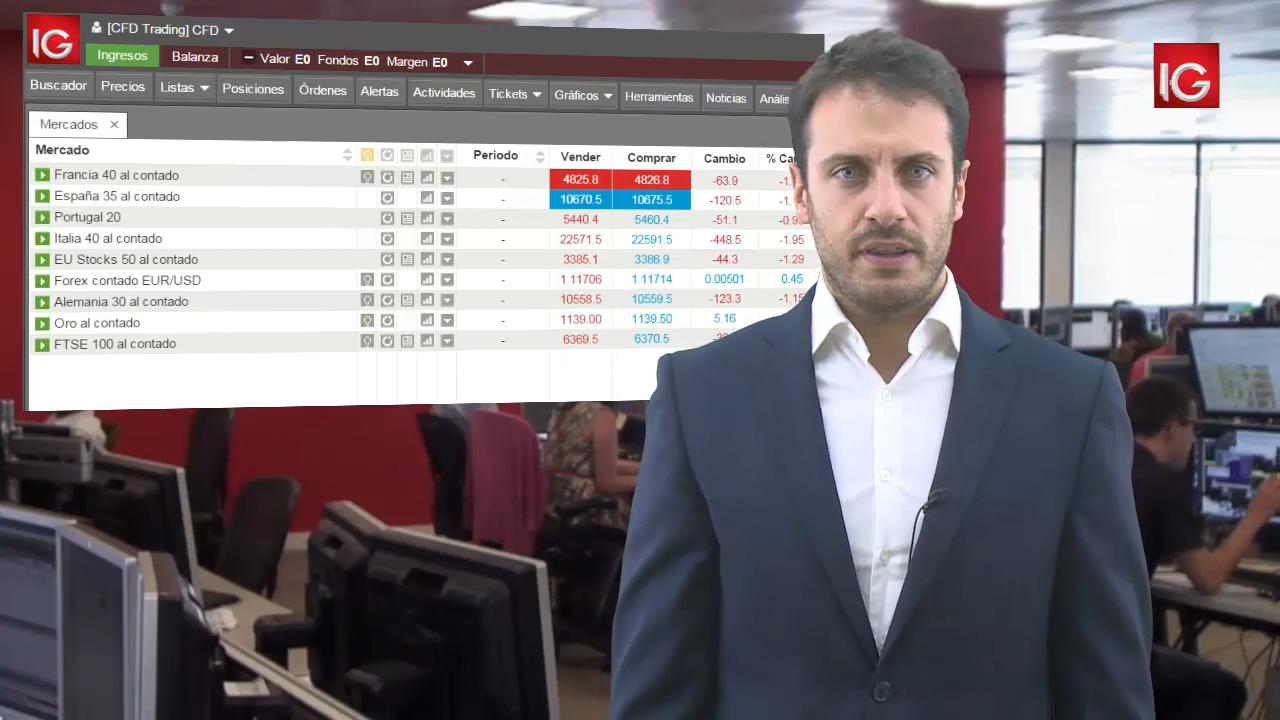 IG
[CFD Trading] CFD
Ingresos Balanza Valor E0 Fondos E0 Margen E0
Buscador Precios Listas Posiciones Órdenes Alertas Actividades Tickets Gráficos Herramientas Noticias
IG
Mercados
Mercado Periodo Vender Comprar Cambio
Francia 40 al contado - 4825.8 4826.8 -63.9
España 35 al contado - 10670.5 10675.5 -120.5
Portugal 20 - 5440.4 5460.4 -51.1
Italia 40 al contado - 22571.5 22591.5 -448.5 -1.95
EU Stocks 50 al contado - 3385.1 3386.9 -44.3 -1.29
Forex contado EUR/USD - 1.11706 1.11714 0.00501 0.45
Alemania 30 al contado - 10558.5 10559.5 -123.3 -1.15
Oro al contado - 1139.00 1139.50 5.16
FTSE 100 al contado - 6369.5 6370.5